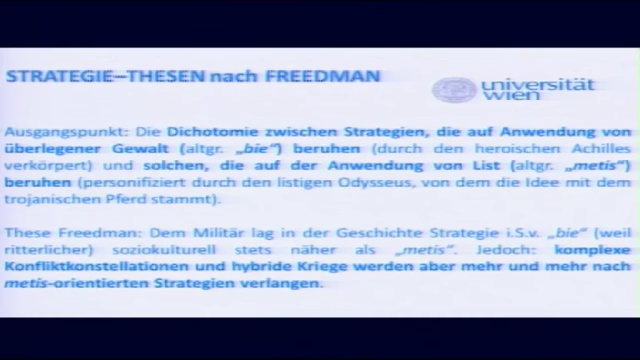 STRATEGIE–THESEN nach FREEDMAN
universität
wien
Ausgangspunkt: Die Dichotomie zwischen Strategien, die auf Anwendung von
überlegener Gewalt (altgr. „bie“) beruhen (durch den heroischen Achilles
verkörpert) und solchen, die auf der Anwendung von List (altgr. „metis“)
beruhen (personifiziert durch den listigen Odysseus, von dem die Idee mit dem
trojanischen Pferd stammt).
These Freedman: Dem Militär lag in der Geschichte Strategie i.S.v. „bie“ (weil
ritterlicher) soziokulturell stets näher als „metis“. Jedoch: komplexe
Konfliktkonstellationen und hybride Kriege werden aber mehr und mehr nach
metis-orientierten Strategien verlangen.